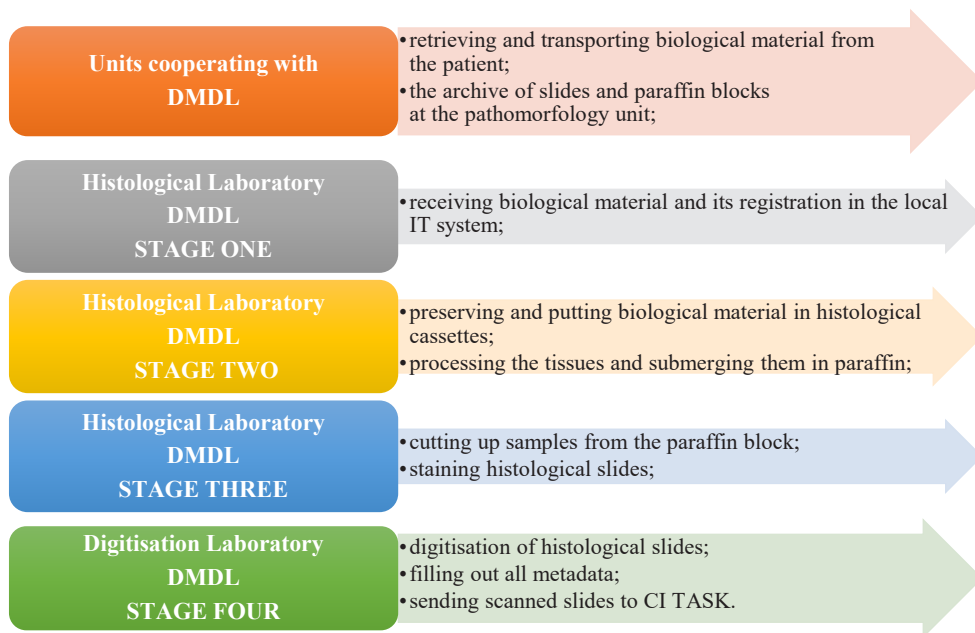 Units cooperating with
DMDL
•retrieving and transporting biological material from
the patient;
•the archive of slides and paraffin blocks
at the pathomorfology unit;
Histological Laboratory
DMDL
STAGE ONE
•receiving biological material and its registration in the local
IT system;
Histological Laboratory
DMDL
STAGE TWO
•preserving and putting biological material in histological
cassettes;
•processing the tissues and submerging them in paraffin;
Histological Laboratory
DMDL
STAGE THREE
•cutting up samples from the paraffin block;
•staining histological slides;
Digitisation Laboratory
DMDL
STAGE FOUR
•digitisation of histological slides;
•filling out all metadata;
•sending scanned slides to CI TASK.